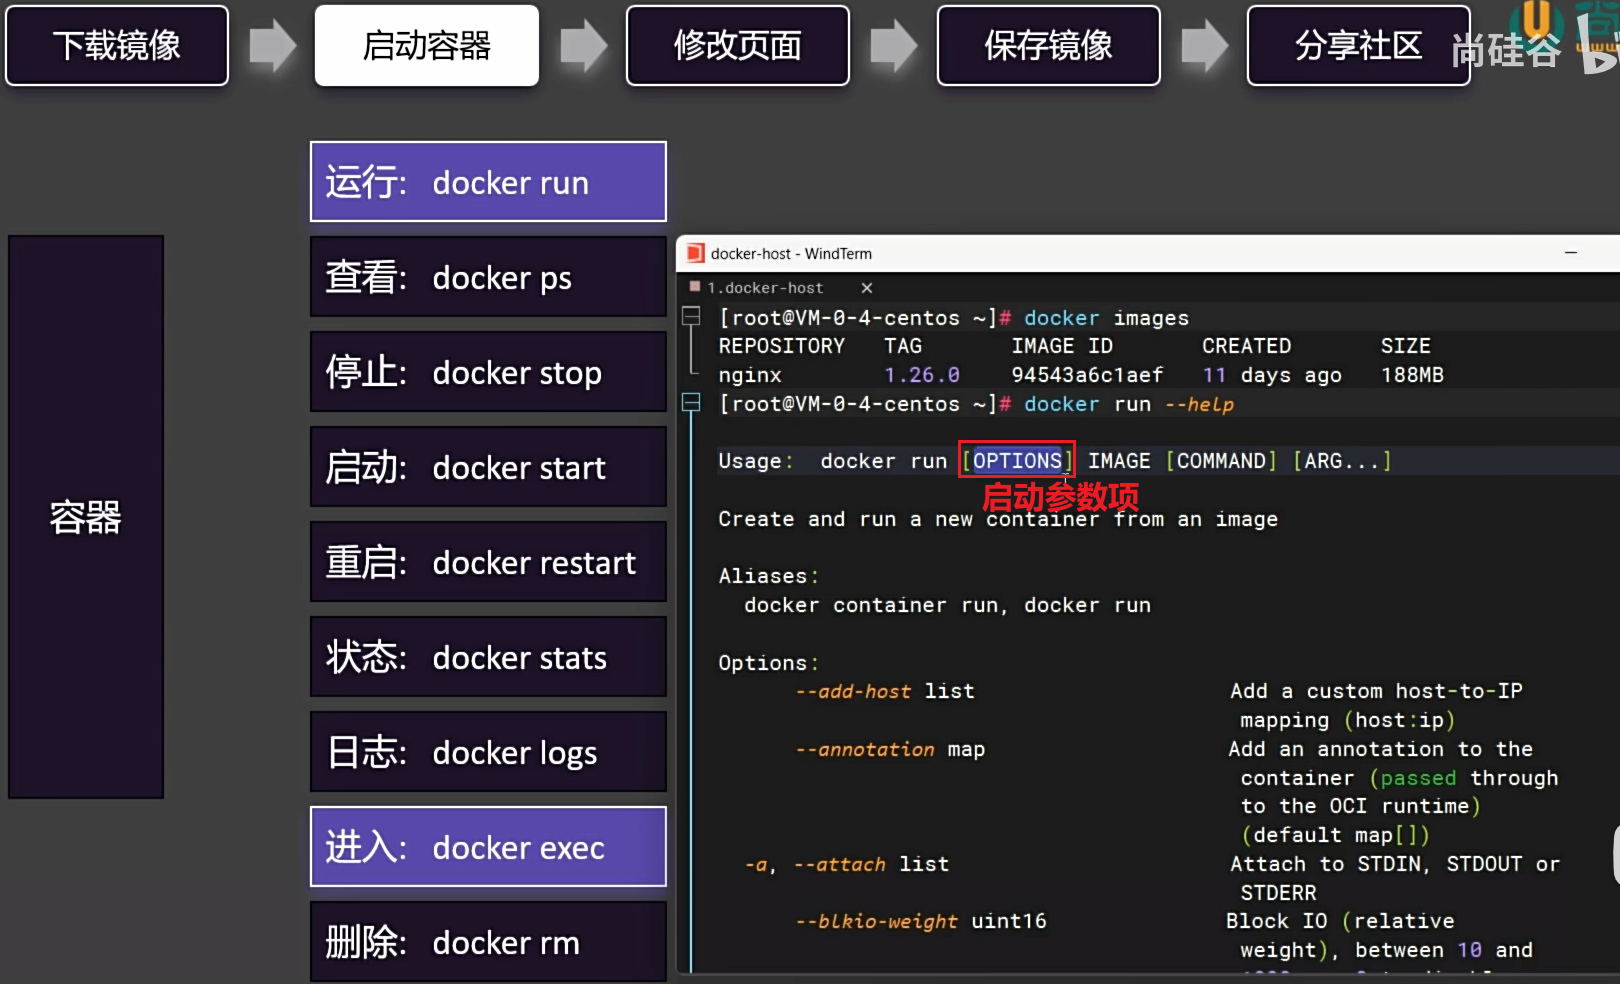 下载镜像
启动容器
修改页面
保存镜像
分享社区
尚硅谷
运行: docker run
查看: docker ps
停止: docker stop
启动: docker start
重启: docker restart
状态: docker stats
日志: docker logs
进入: docker exec
删除: docker rm
容器
docker-host - WindTerm
1.docker-host
[root@VM-0-4-centos ~]# docker images
REPOSITORY TAG IMAGE ID CREATED SIZE
nginx 1.26.0 94543a6c1aef 11 days ago 188MB
[root@VM-0-4-centos ~]# docker run --help
Usage: docker run [OPTIONS] IMAGE [COMMAND] [ARG...]
启动参数项
Create and run a new container from an image
Aliases:
docker container run, docker run
Options:
--add-host list Add a custom host-to-IP
mapping (host:ip)
--annotation map Add an annotation to the
container (passed through
to the OCI runtime)
(default map[])
-a, --attach list Attach to STDIN, STDOUT or
STDERR
--blkio-weight uint16 Block IO (relative
weight), between 10 and